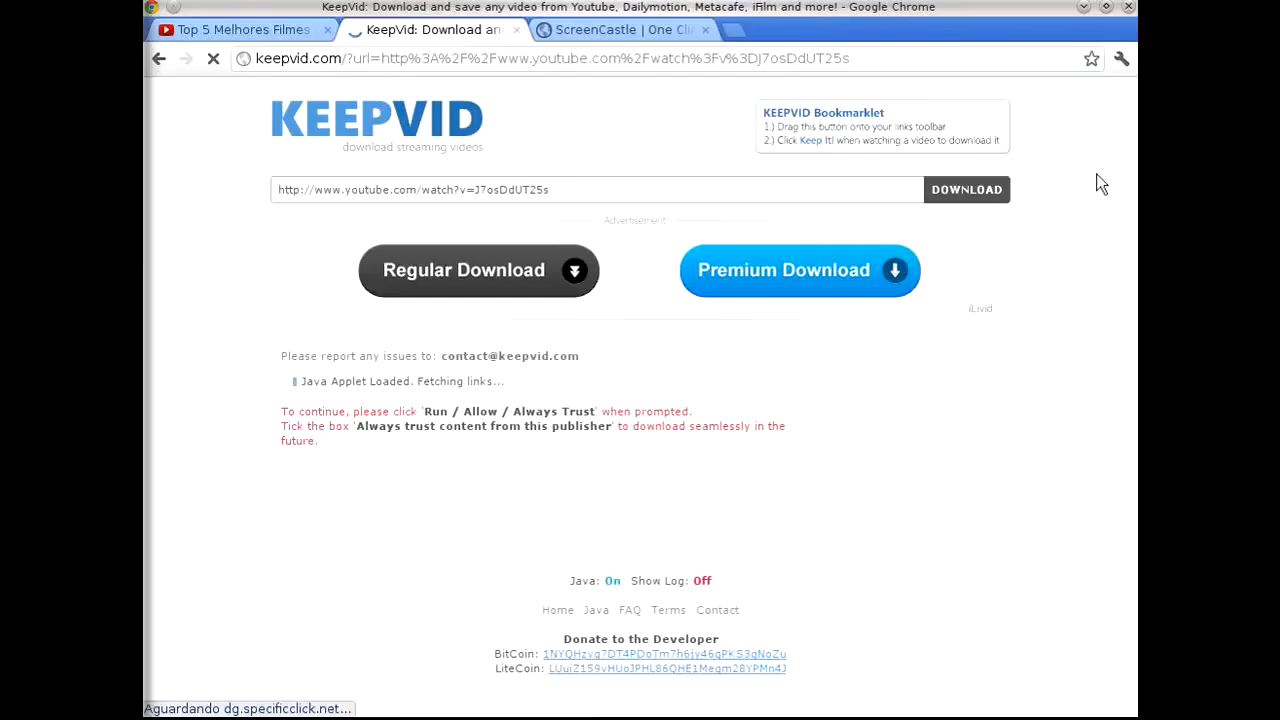 KeepVid: Download and save any video from Youtube, Dailymotion, Metacafe, iFilm and more! - Google Chrome
Top 5 Melhores Filmes
KeepVid: Download an
ScreenCastle | One Cli
keepvid.com/?url=http%3A%2F%2Fwww.youtube.com%2Fwatch%3Fv%3DJ7osDdUT25s
KEEPVID
download streaming videos
KEEPVID Bookmarklet
1.) Drag this button onto your links toolbar
2.) Click Keep It! when watching a video to download it
http://www.youtube.com/watch?v=J7osDdUT25s
DOWNLOAD
Advertisement
Regular Download
Premium Download
iLivid
Please report any issues to: contact@keepvid.com
Java Applet Loaded. Fetching links...
To continue, please click 'Run / Allow / Always Trust' when prompted.
Tick the box 'Always trust content from this publisher' to download seamlessly in the
future.
Java: On Show Log: Off
Home Java FAQ Terms Contact
Donate to the Developer
BitCoin:
LiteCoin:
Aguardando dg.specificclick.net...